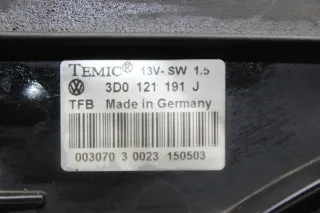 TEMIC® 13V- SW 1.5
3D0 121 191 J
TFB Made in Germany
003070 3 0023 150503